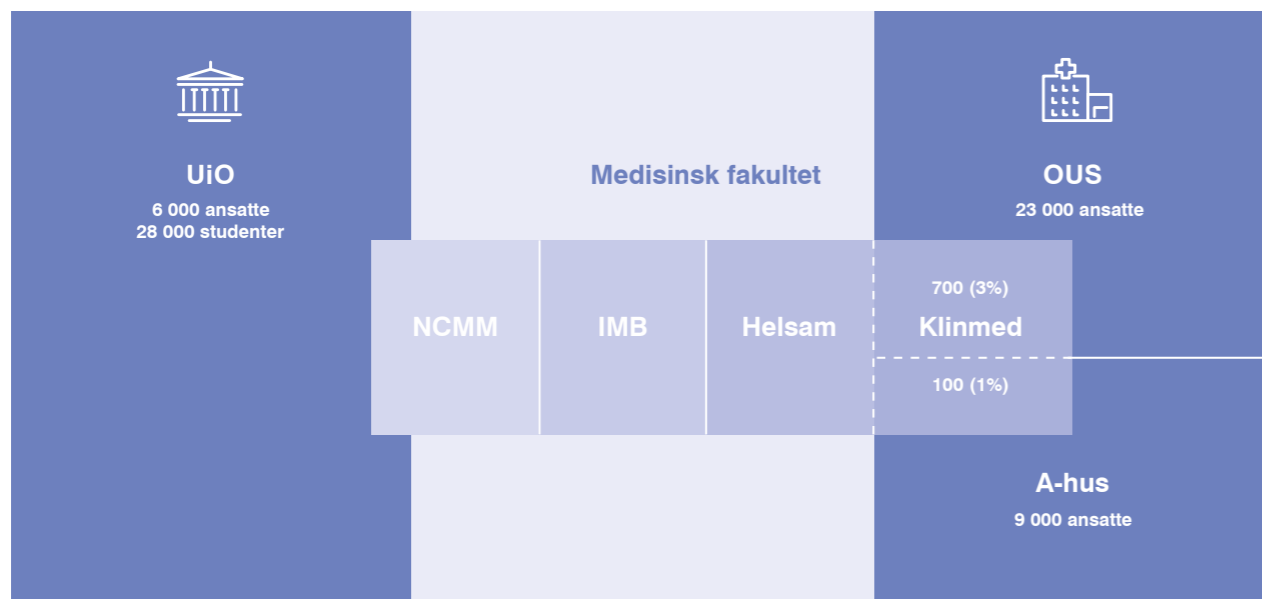 UiO
6 000 ansatte
28 000 studenter
Medisinsk fakultet
OUS
23 000 ansatte
NCMM
IMB
Helsam
700 (3%)
Klinmed
100 (1%)
A-hus
9 000 ansatte